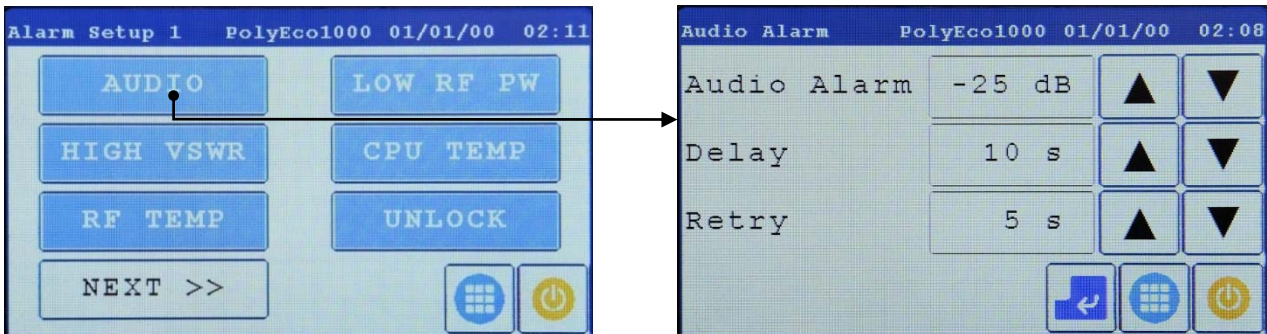 Alarm Setup 1 PolyEco1000 01/01/00 02:11
AUDIO LOW RF PW
HIGH VSWR CPU TEMP
RF TEMP UNLOCK
NEXT >>
Audio Alarm PolyEco1000 01/01/00 02:08
Audio Alarm -25 dB ▲ ▼
Delay 10 s ▲ ▼
Retry 5 s ▲ ▼